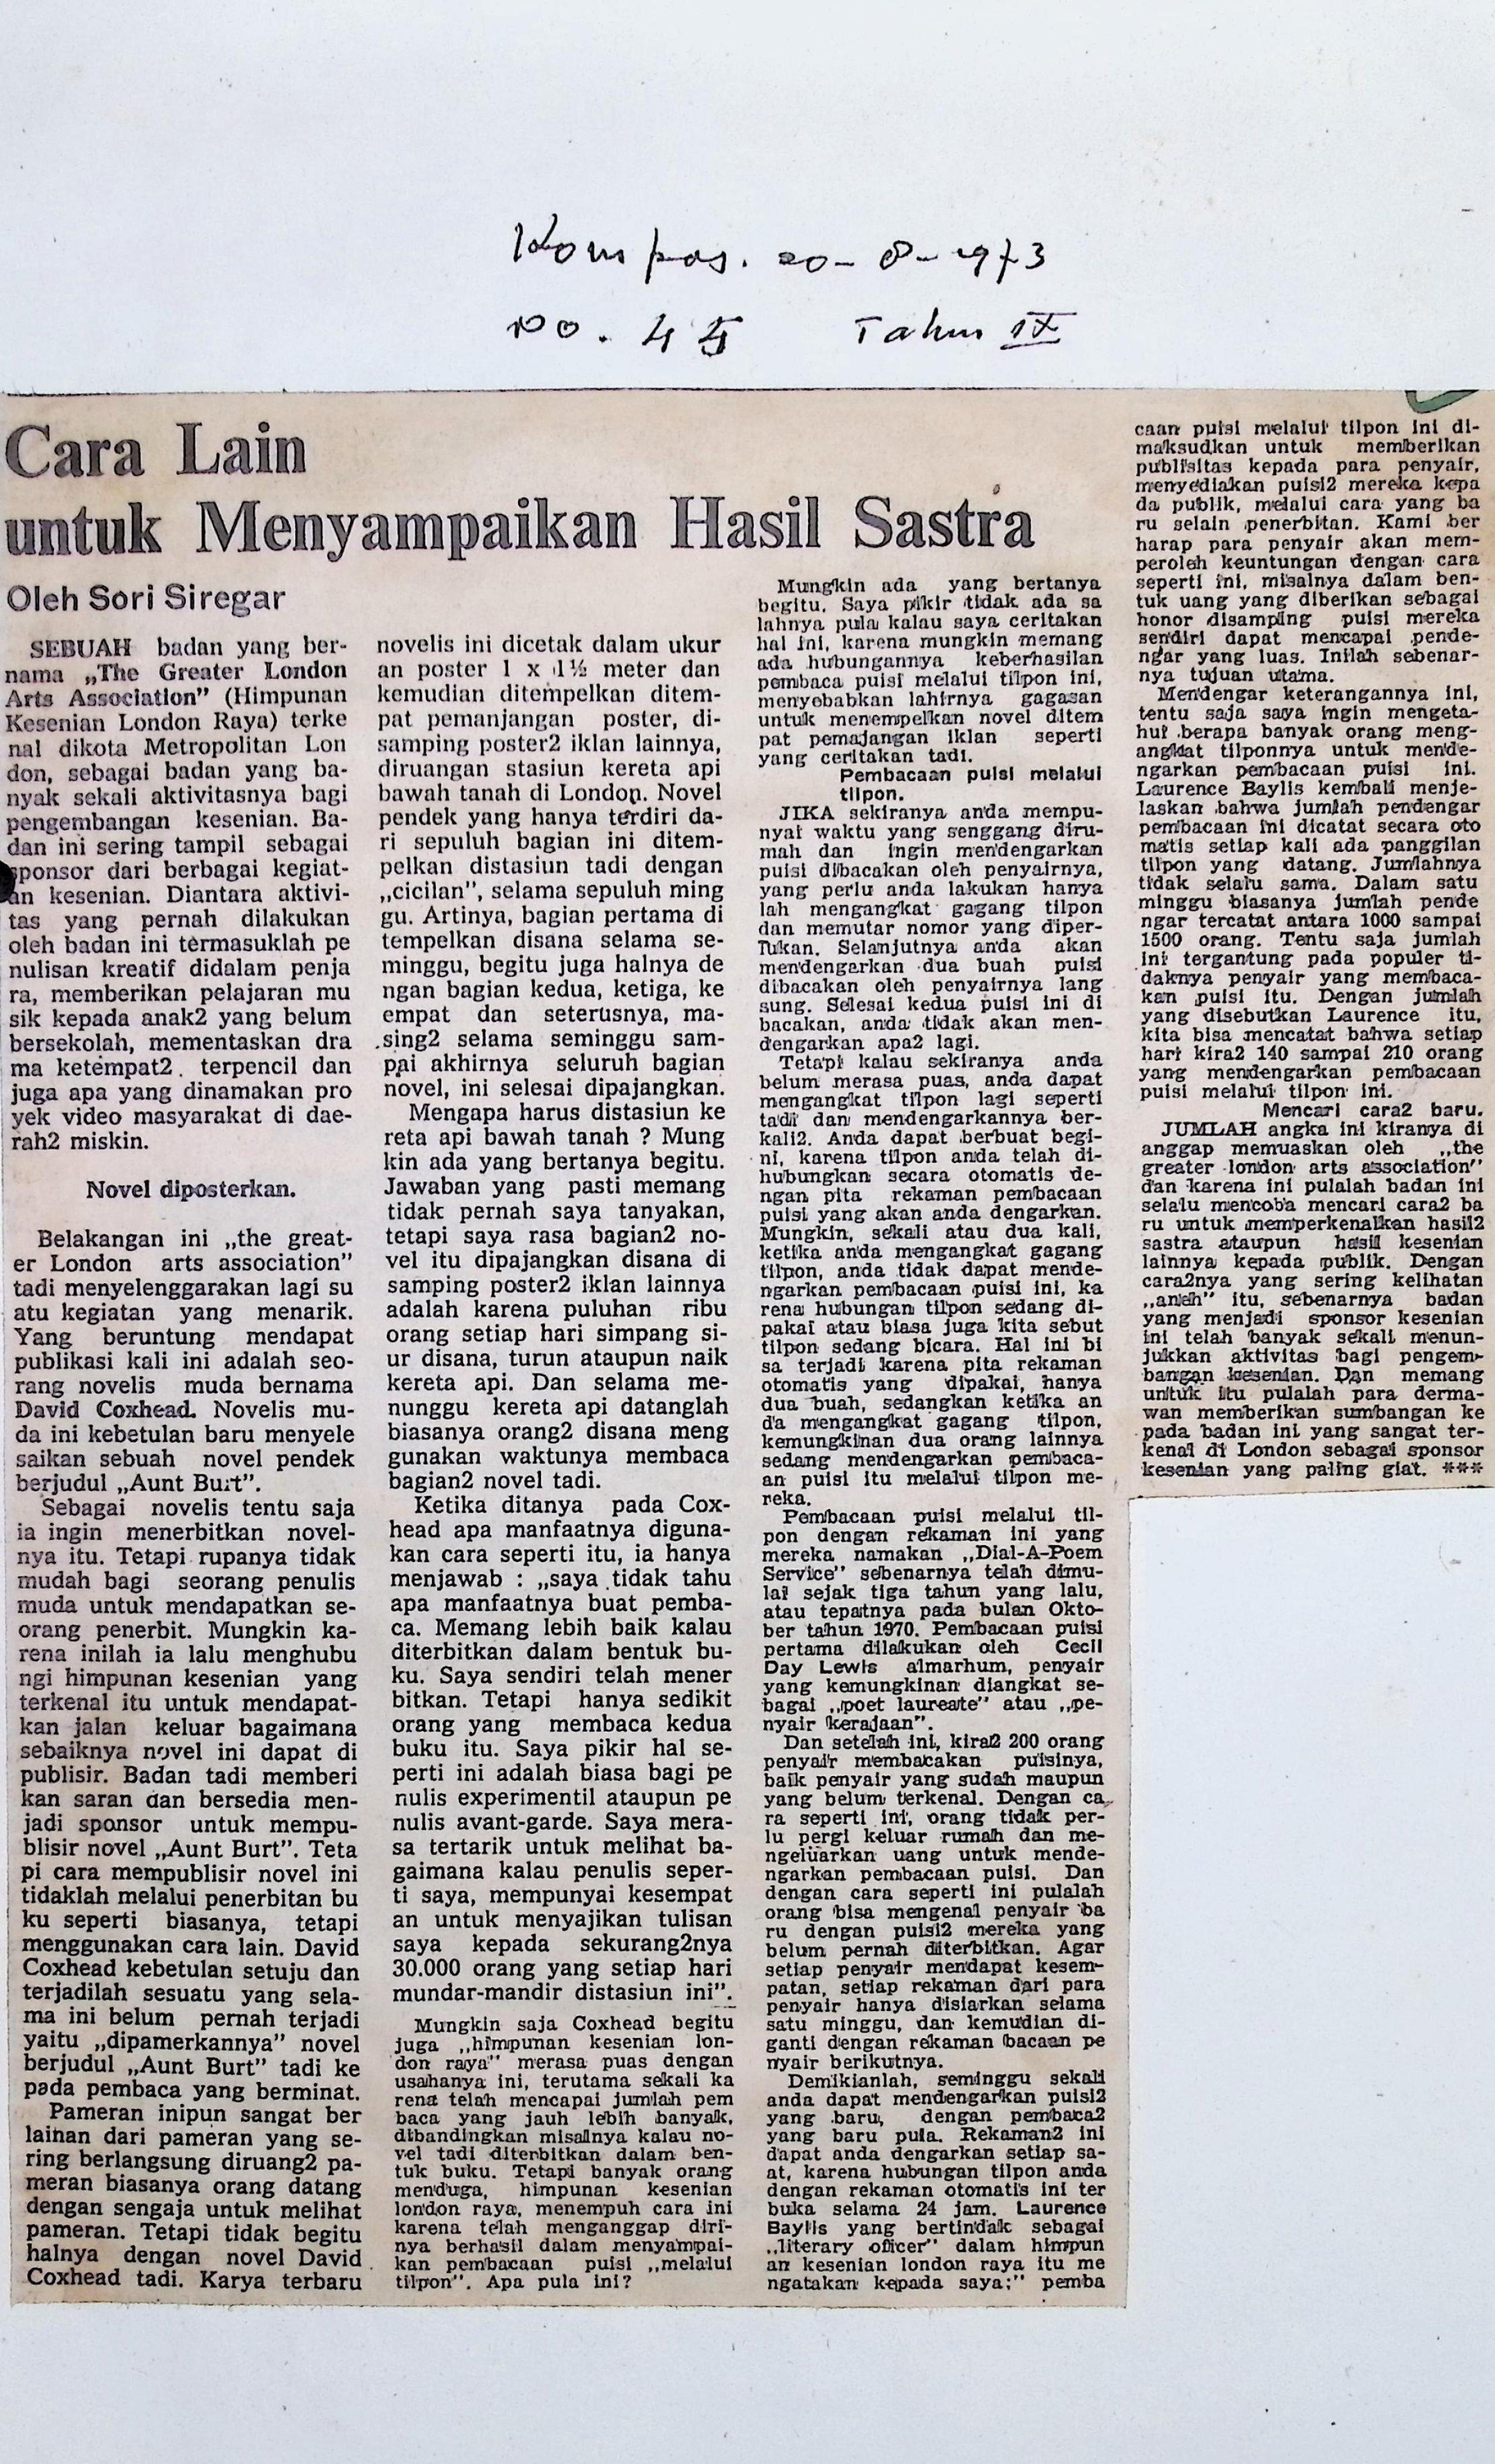 Kompas. 20-8-1973
no. 45 Tahun IX
Cara Lain
untuk Menyampaikan Hasil Sastra
Oleh Sori Siregar
SEBUAH badan yang ber-
nama „The Greater London
Arts Association” (Himpunan
Kesenian London Raya) terke
nal dikota Metropolitan Lon
don, sebagai badan yang ba-
nyak sekali aktivitasnya bagi
pengembangan kesenian. Ba-
dan ini sering tampil sebagai
sponsor dari berbagai kegiat-
an kesenian. Diantara aktivi-
tas yang pernah dilakukan
oleh badan ini termasuklah pe
nulisan kreatif didalam penja
ra, memberikan pelajaran mu
sik kepada anak2 yang belum
bersekolah, mementaskan dra
ma ketempat2. terpencil dan
juga apa yang dinamakan pro
yek video masyarakat di dae-
rah2 miskin.
Novel diposterkan.
Belakangan ini „the great-
er London arts association”
tadi menyelenggarakan lagi su
atu kegiatan yang menarik.
Yang beruntung mendapat
publikasi kali ini adalah seo-
rang novelis muda bernama
David Coxhead. Novelis mu-
da ini kebetulan baru menyele
saikan sebuah novel pendek
berjudul „Aunt Burt”.
Sebagai novelis tentu saja
ia ingin menerbitkan novel-
nya itu. Tetapi rupanya tidak
mudah bagi seorang penulis
muda untuk mendapatkan se-
orang penerbit. Mungkin ka-
rena inilah ia lalu menghubu
ngi himpunan kesenian yang
terkenal itu untuk mendapat-
kan jalan keluar bagaimana
sebaiknya novel ini dapat di
publisir. Badan tadi memberi
kan saran dan bersedia men-
jadi sponsor untuk mempu-
blisir novel „Aunt Burt”. Teta
pi cara mempublisir novel ini
tidaklah melalui penerbitan bu
ku seperti biasanya, tetapi
menggunakan cara lain. David
Coxhead kebetulan setuju dan
terjadilah sesuatu yang sela-
ma ini belum pernah terjadi
yaitu „dipamerkannya” novel
berjudul „Aunt Burt” tadi ke
pada pembaca yang berminat.
Pameran inipun sangat ber
lainan dari pameran yang se-
ring berlangsung diruang2 pa-
meran biasanya orang datang
dengan sengaja untuk melihat
pameran. Tetapi tidak begitu
halnya dengan novel David
Coxhead tadi. Karya terbaru
novelis ini dicetak dalam ukur
an poster 1 x 1½ meter dan
kemudian ditempelkan ditem-
pat pemanjangan poster, di-
samping poster2 iklan lainnya,
diruangan stasiun kereta api
bawah tanah di London. Novel
pendek yang hanya terdiri da-
ri sepuluh bagian ini ditem-
pelkan distasiun tadi dengan
„cicilan”, selama sepuluh ming
gu. Artinya, bagian pertama di
tempelkan disana selama se-
minggu, begitu juga halnya de
ngan bagian kedua, ketiga, ke
empat dan seterusnya, ma-
sing2 selama seminggu sam-
pai akhirnya seluruh bagian
novel, ini selesai dipajangkan.
Mengapa harus distasiun ke
reta api bawah tanah ? Mung
kin ada yang bertanya begitu.
Jawaban yang pasti memang
tidak pernah saya tanyakan,
tetapi saya rasa bagian2 no-
vel itu dipajangkan disana di
samping poster2 iklan lainnya
adalah karena puluhan ribu
orang setiap hari simpang si-
ur disana, turun ataupun naik
kereta api. Dan selama me-
nunggu kereta api datanglah
biasanya orang2 disana meng
gunakan waktunya membaca
bagian2 novel tadi.
Ketika ditanya pada Cox-
head apa manfaatnya diguna-
kan cara seperti itu, ia hanya
menjawab : „saya tidak tahu
apa manfaatnya buat pemba-
ca. Memang lebih baik kalau
diterbitkan dalam bentuk bu-
ku. Saya sendiri telah mener
bitkan. Tetapi hanya sedikit
orang yang membaca kedua
buku itu. Saya pikir hal se-
perti ini adalah biasa bagi pe
nulis experimentil ataupun pe
nulis avant-garde. Saya mera-
sa tertarik untuk melihat ba-
gaimana kalau penulis seper-
ti saya, mempunyai kesempat
an untuk menyajikan tulisan
saya kepada sekurang2nya
30.000 orang yang setiap hari
mundar-mandir distasiun ini”.
Mungkin saja Coxhead begitu
juga „himpunan kesenian lon-
don raya” merasa puas dengan
usahanya ini, terutama sekali ka
rena telah mencapai jumlah pem
baca yang jauh lebih banyak,
dibandingkan misalnya kalau no-
vel tadi diterbitkan dalam ben-
tuk buku. Tetapi banyak orang
menduga, himpunan kesenian
london raya, menempuh cara ini
karena telah menganggap diri-
nya berhasil dalam menyampai-
kan pembacaan puisi „melalui
tilpon”. Apa pula ini?
Mungkin ada yang bertanya
begitu. Saya pikir tidak ada sa
lahnya pula kalau saya ceritakan
hal ini, karena mungkin memang
ada hubungannya keberhasilan
pembaca puisi melalui tilpon ini,
menyebabkan lahirnya gagasan
untuk menempelkan novel ditem
pat pemajangan iklan seperti
yang ceritakan tadi.
Pembacaan puisi melalui
tilpon.
JIKA sekiranya anda mempu-
nyai waktu yang senggang diru-
mah dan ingin mendengarkan
puisi dibacakan oleh penyairnya,
yang perlu anda lakukan hanya
lah mengangkat gagang tilpon
dan memutar nomor yang diper-
lukan. Selanjutnya anda akan
mendengarkan dua buah puisi
dibacakan oleh penyairnya lang
sung. Selesai kedua puisi ini di
bacakan, anda tidak akan men-
dengarkan apa2 lagi.
Tetapi kalau sekiranya anda
belum merasa puas, anda dapat
mengangkat tilpon lagi seperti
tadi dan mendengarkannya ber-
kali2. Anda dapat berbuat begi-
ni, karena tilpon anda telah di-
hubungkan secara otomatis de-
ngan pita rekaman pembacaan
puisi yang akan anda dengarkan.
Mungkin, sekali atau dua kali,
ketika anda mengangkat gagang
tilpon, anda tidak dapat mende-
ngarkan pembacaan puisi ini, ka
rena hubungan tilpon sedang di-
pakai atau biasa juga kita sebut
tilpon sedang bicara. Hal ini bi
sa terjadi karena pita rekaman
otomatis yang dipakai, hanya
dua buah, sedangkan ketika an
da mengangkat gagang tilpon,
kemungkinan dua orang lainnya
sedang mendengarkan pembaca-
an puisi itu melalui tilpon me-
reka.
Pembacaan puisi melalui til-
pon dengan rekaman ini yang
mereka namakan „Dial-A-Poem
Service” sebenarnya telah dimu-
lai sejak tiga tahun yang lalu,
atau tepatnya pada bulan Okto-
ber tahun 1970. Pembacaan puisi
pertama dilakukan oleh Cecil
Day Lewis almarhum, penyair
yang kemungkinan diangkat se-
bagai „poet laureate” atau „pe-
nyair kerajaan”.
Dan setelah ini, kira2 200 orang
penyair membacakan puisinya,
baik penyair yang sudah maupun
yang belum terkenal. Dengan ca
ra seperti ini, orang tidak per-
lu pergi keluar rumah dan me-
ngeluarkan uang untuk mende-
ngarkan pembacaan puisi. Dan
dengan cara seperti ini pulalah
orang bisa mengenal penyair ba
ru dengan puisi2 mereka yang
belum pernah diterbitkan. Agar
setiap penyair mendapat kesem-
patan, setiap rekaman dari para
penyair hanya disiarkan selama
satu minggu, dan kemudian di-
ganti dengan rekaman bacaan pe
nyair berikutnya.
Demikianlah, seminggu sekali
anda dapat mendengarkan puisi2
yang baru, dengan pembaca2
yang baru pula. Rekaman2 ini
dapat anda dengarkan setiap sa-
at, karena hubungan tilpon anda
dengan rekaman otomatis ini ter
buka selama 24 jam. Laurence
Baylis yang bertindak sebagai
„literary officer” dalam himpun
an kesenian london raya itu me
ngatakan kepada saya;” pemba
caan puisi melalui tilpon ini di-
maksudkan untuk memberikan
publisitas kepada para penyair,
menyediakan puisi2 mereka kepa
da publik, melalui cara yang ba
ru selain penerbitan. Kami ber
harap para penyair akan mem-
peroleh keuntungan dengan cara
seperti ini, misalnya dalam ben-
tuk uang yang diberikan sebagai
honor disamping puisi mereka
sendiri dapat mencapai pende-
ngar yang luas. Inilah sebenar-
nya tujuan utama.
Mendengar keterangannya ini,
tentu saja saya ingin mengeta-
hui berapa banyak orang meng-
angkat tilponnya untuk mende-
ngarkan pembacaan puisi ini.
Laurence Baylis kembali menje-
laskan bahwa jumlah pendengar
pembacaan ini dicatat secara oto
matis setiap kali ada panggilan
tilpon yang datang. Jumlahnya
tidak selalu sama. Dalam satu
minggu biasanya jumlah pende
ngar tercatat antara 1000 sampai
1500 orang. Tentu saja jumlah
ini tergantung pada populer ti-
daknya penyair yang membaca-
kan puisi itu. Dengan jumlah
yang disebutkan Laurence itu,
kita bisa mencatat bahwa setiap
hari kira2 140 sampai 210 orang
yang mendengarkan pembacaan
puisi melalui tilpon ini.
Mencari cara2 baru.
JUMLAH angka ini kiranya di
anggap memuaskan oleh „the
greater london arts association”
dan karena ini pulalah badan ini
selalu mencoba mencari cara2 ba
ru untuk memperkenalkan hasil2
sastra ataupun hasil kesenian
lainnya kepada publik. Dengan
cara2nya yang sering kelihatan
„aneh” itu, sebenarnya badan
yang menjadi sponsor kesenian
ini telah banyak sekali menun-
jukkan aktivitas bagi pengem-
bangan kesenian. Dan memang
untuk itu pulalah para derma-
wan memberikan sumbangan ke
pada badan ini yang sangat ter-
kenal di London sebagai sponsor
kesenian yang paling giat. ***